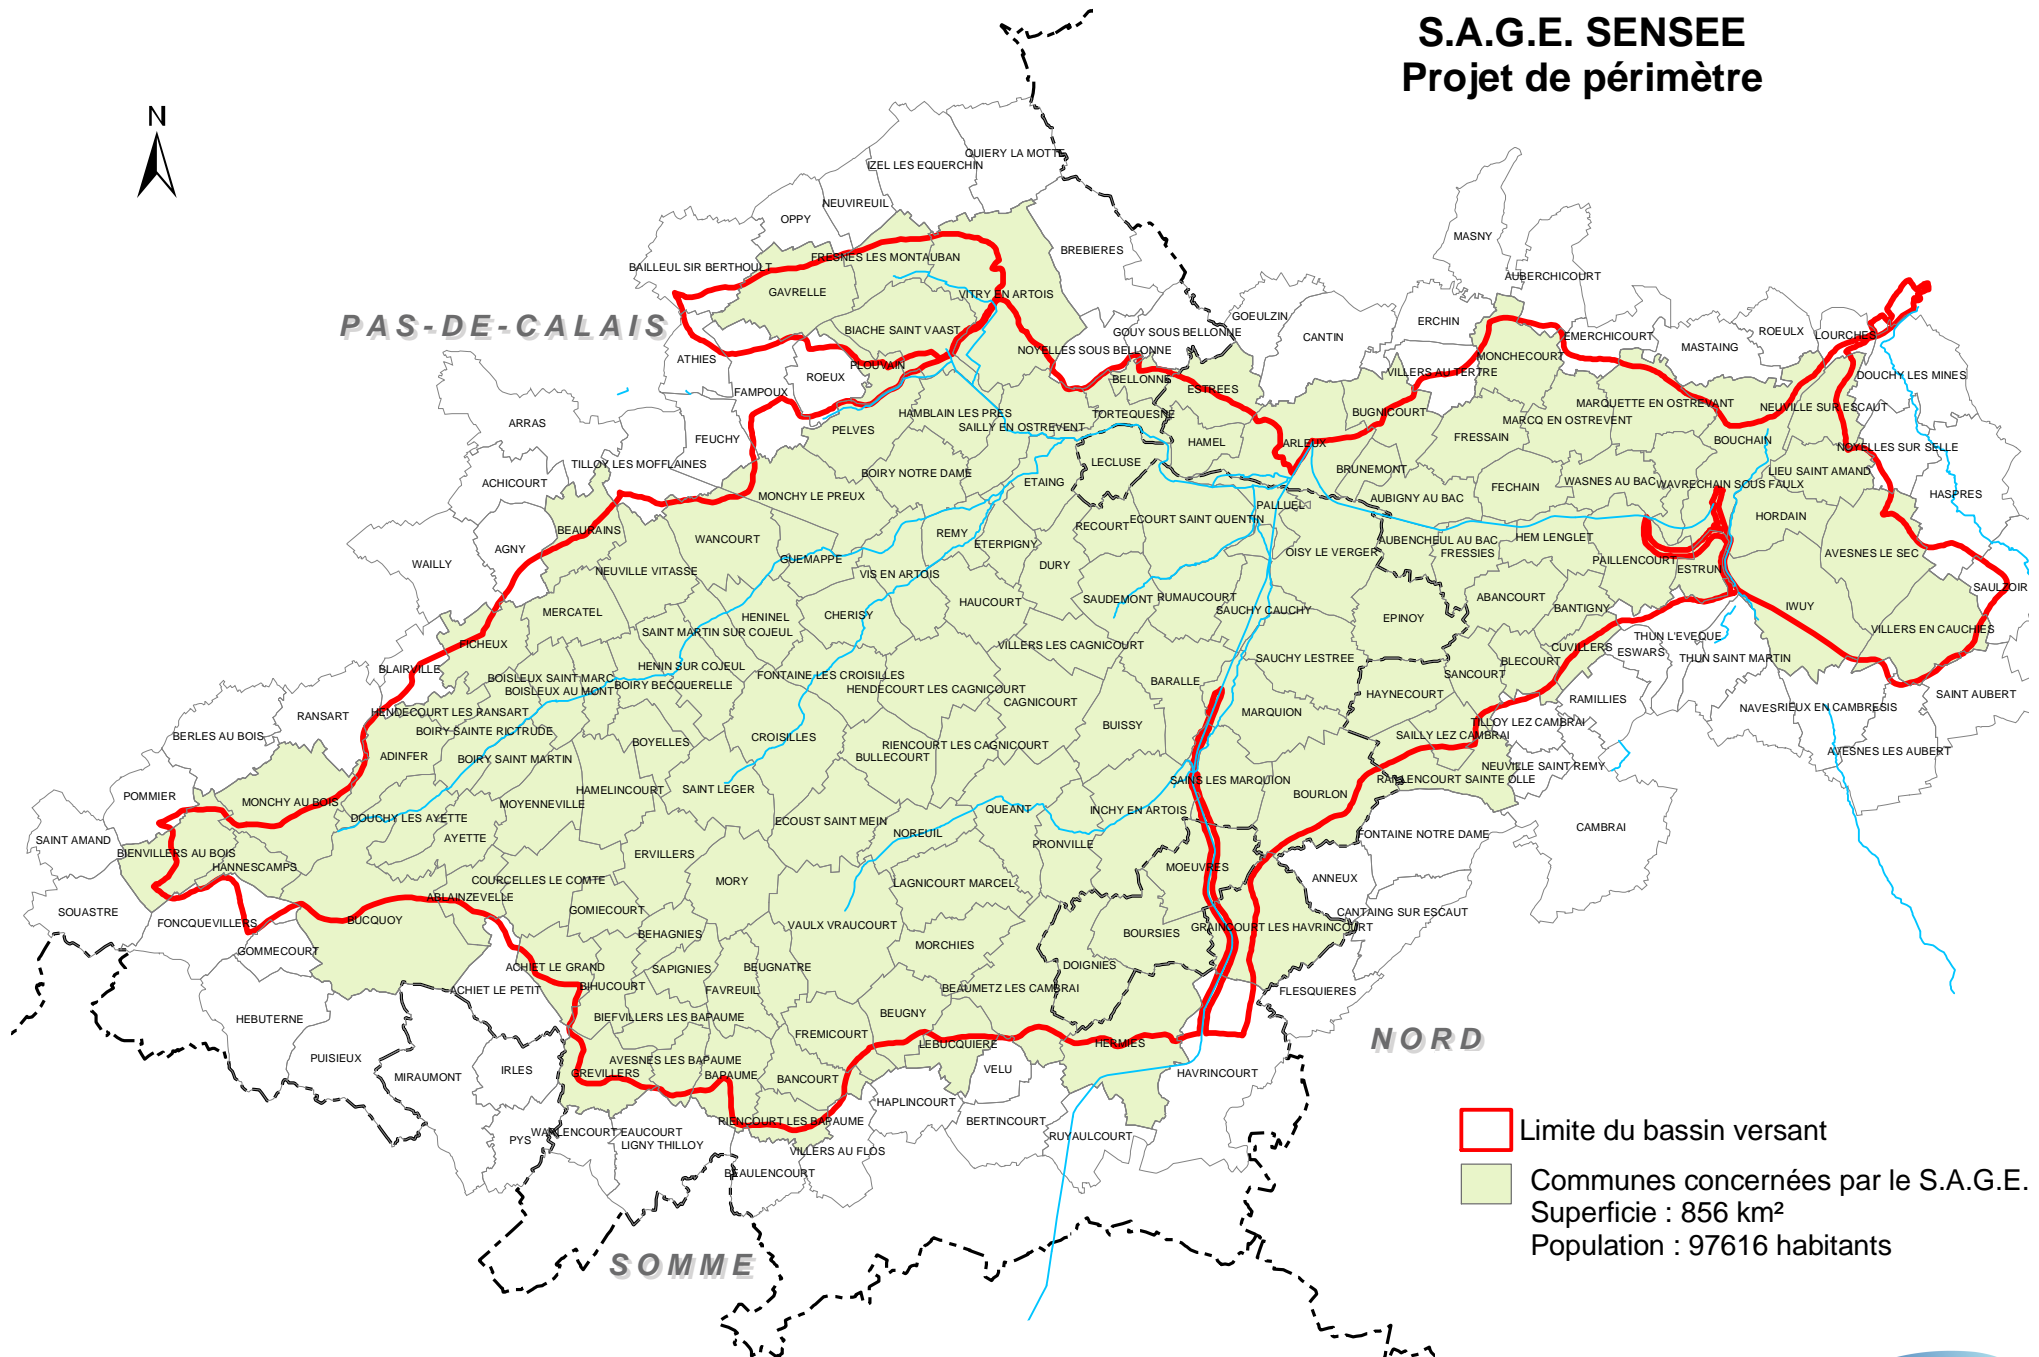 S.A.G.E. SENSEE
Projet de périmètre
N
QUIERY LA MOTTE
IZEL LES EQUERCHIN
NEUVIREUIL
OPPY
BREBIERES
MASNY
BAILLEUL SIR BERTHOULT
FRESNES LES MONTAUBAN
AUBERCHICOURT
GAVRELLE
VITRY EN ARTOIS
PAS-DE-CALAIS
GOEULZIN
GOUY SOUS BELLONNE
CANTIN
ERCHIN
EMERCHICOURT
MASTAING
ROEULX
LOURCHES
BIACHE SAINT VAAST
NOYELLES SOUS BELLONNE
ATHIES
PLOUVAIN
ROEUX
MONCHECOURT
VILLERS AU TERTRE
DOUCHY LES MINES
BELLONNE
ESTREES
FAMPOUX
MARQUETTE EN OSTREVANT
NEUVILLE SUR ESCAUT
BUGNICOURT
HAMBLAIN LES PRES
TORTEQUESNE
SAILLY EN OSTREVENT
MARCQ EN OSTREVENT
ARRAS
FEUCHY
PELVES
HAMEL
ARLEUX
FRESSAIN
BOUCHAIN
NOYELLES SUR SELLE
TILLOY LES MOFFLAINES
LECLUSE
BRUNEMONT
BOIRY NOTRE DAME
LIEU SAINT AMAND
ACHICOURT
ETAING
FECHAIN
WASNES AU BAC
WAVRECHAIN SOUS FAULX
HASPRES
MONCHY LE PREUX
AUBIGNY AU BAC
PALLUEL
BEAURAINS
RECOURT
ECOURT SAINT QUENTIN
HORDAIN
WANCOURT
REMY
ETERPIGNY
AUBENCHEUL AU BAC
HEM LENGLET
AGNY
OISY LE VERGER
FRESSIES
AVESNES LE SEC
GUEMAPPE
PAILLENCOURT
WAILLY
DURY
ESTRUN
NEUVILLE VITASSE
VIS EN ARTOIS
SAULZOIR
SAUDEMONT
RUMAUCOURT
ABANCOURT
HAUCOURT
IWUY
MERCATEL
SAUCHY CAUCHY
BANTIGNY
HENINEL
CHERISY
EPINOY
SAINT MARTIN SUR COJEUL
VILLERS EN CAUCHIES
THUN L'EVEQUE
FICHEUX
VILLERS LES CAGNICOURT
CUVILLERS
ESWARS
SAUCHY LESTREE
THUN SAINT MARTIN
BLECOURT
BLAIRVILLE
HENIN SUR COJEUL
SANCOURT
FONTAINE LES CROISILLES
BOISLEUX SAINT MARC
BARALLE
BOIRY BECQUERELLE
BOISLEUX AU MONT
HENDECOURT LES CAGNICOURT
HAYNECOURT
SAINT AUBERT
RAMILLIES
CAGNICOURT
NAVES
RIEUX EN CAMBRESIS
HENDECOURT LES RANSART
MARQUION
RANSART
TILLOY LEZ CAMBRAI
BUISSY
BOIRY SAINTE RICTRUDE
BERLES AU BOIS
SAILLY LEZ CAMBRAI
CROISILLES
BOYELLES
RIENCOURT LES CAGNICOURT
AVESNES LES AUBERT
ADINFER
BULLECOURT
BOIRY SAINT MARTIN
NEUVILLE SAINT REMY
SAINS LES MARQUION
RAILLENCOURT SAINTE OLLE
HAMELINCOURT
SAINT LEGER
BOURLON
POMMIER
MONCHY AU BOIS
MOYENNEVILLE
QUEANT
INCHY EN ARTOIS
DOUCHY LES AYETTE
ECOUST SAINT MEIN
CAMBRAI
NOREUIL
FONTAINE NOTRE DAME
SAINT AMAND
AYETTE
PRONVILLE
BIENVILLERS AU BOIS
ERVILLERS
HANNESCAMPS
MOEUVRES
ANNEUX
COURCELLES LE COMTE
MORY
LAGNICOURT MARCEL
ABLAINZEVELLE
GOMIECOURT
SOUASTRE
CANTAING SUR ESCAUT
FONCQUEVILLERS
BUCQUOY
VAULX VRAUCOURT
GRAINCOURT LES HAVRINCOURT
BEHAGNIES
BOURSIES
MORCHIES
GOMMECOURT
ACHIET LE GRAND
SAPIGNIES
BEUGNATRE
DOIGNIES
BIHUCOURT
ACHIET LE PETIT
FAVREUIL
BEAUMETZ LES CAMBRAI
FLESQUIERES
BEUGNY
HEBUTERNE
BIEFVILLERS LES BAPAUME
FREMICOURT
NORD
LEBUCQUIERE
HERMIES
PUISIEUX
AVESNES LES BAPAUME
VELU
IRLES
GREVILLERS
BAPAUME
BANCOURT
HAVRINCOURT
MIRAUMONT
HAPLINCOURT
BERTINCOURT
RIENCOURT LES BAPAUME
Limite du bassin versant
PYS
WARLENCOURT EAUCOURT
RUYAULCOURT
LIGNY THILLOY
VILLERS AU FLOS
BEAULENCOURT
Communes concernées par le S.A.G.E.
Superficie : 856 km²
Population : 97616 habitants
SOMME